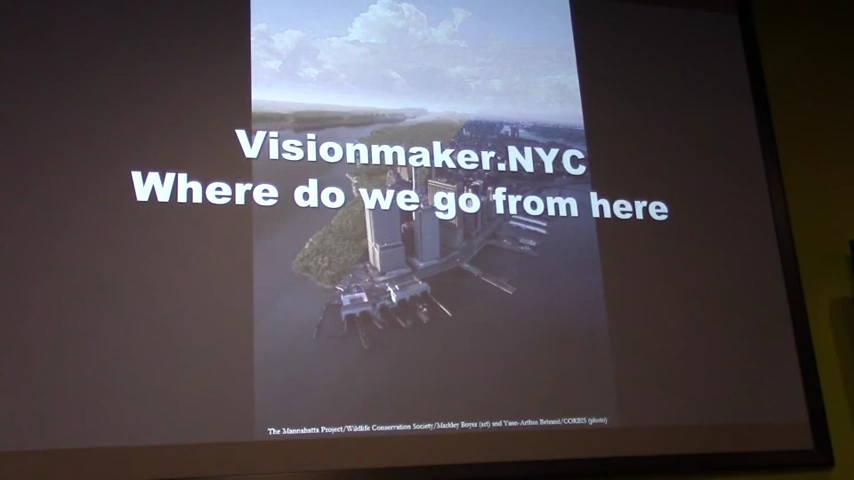 Visionmaker.NYC
Where do we go from here
The Mannahatta Project/Wildlife Conservation Society/Markley Boyer (art) and Yann-Arthus Bertrand/CORBIS (photo)